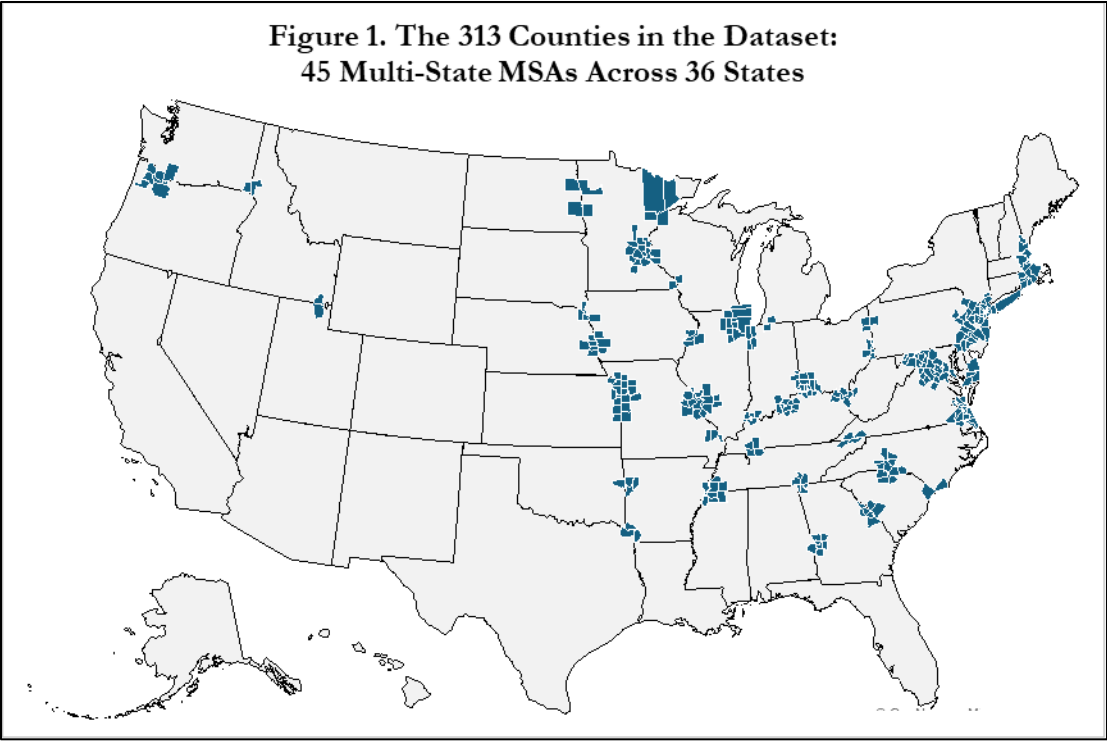 Figure 1. The 313 Counties in the Dataset:
45 Multi-State MSAs Across 36 States